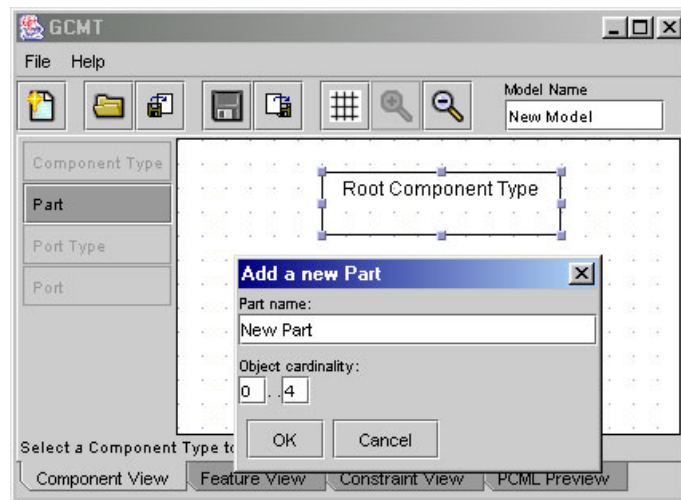 GCMT
File Help
Model Name
New Model
Component Type
Part
Port Type
Port
Root Component Type
Add a new Part
Part name:
New Part
Object cardinality:
0 . . 4
OK Cancel
Select a Component Type to
Component View Feature View Constraint View PCML Preview